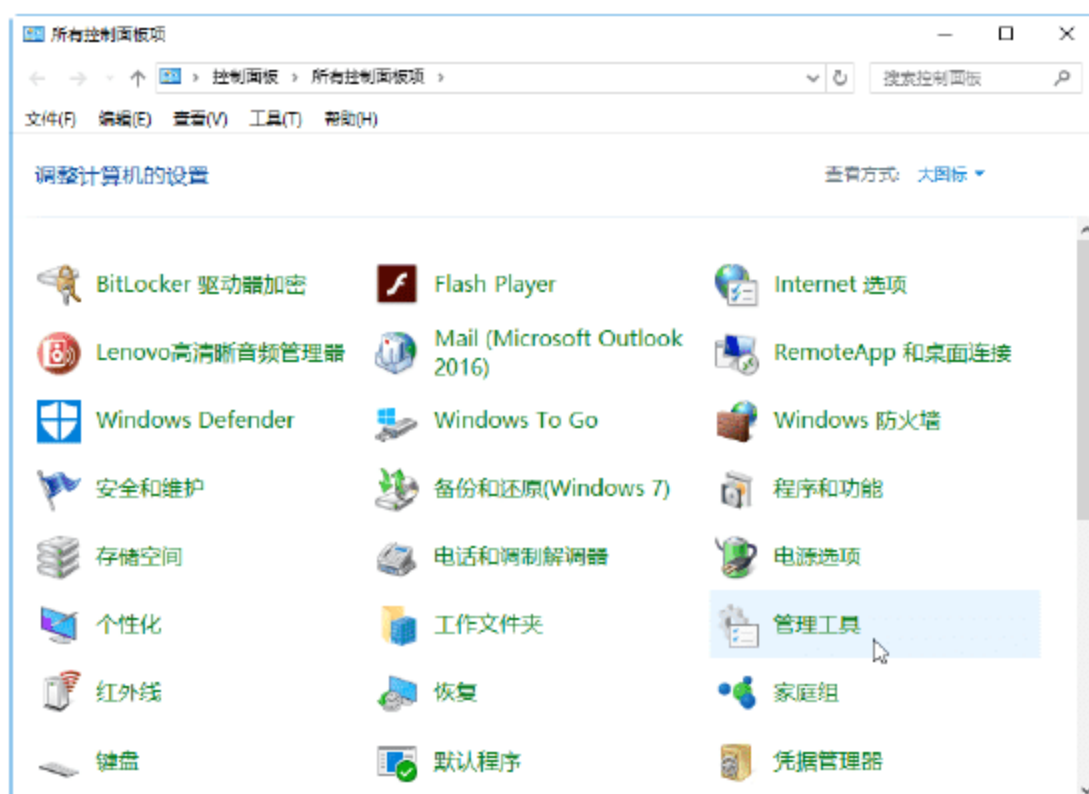 所有控制面板项
控制面板 › 所有控制面板项 ›
搜索控制面板
文件(F) 编辑(E) 查看(V) 工具(T) 帮助(H)
调整计算机的设置
查看方式: 大图标
BitLocker 驱动器加密
Flash Player
Internet 选项
Lenovo高清晰音频管理器
Mail (Microsoft Outlook
2016)
RemoteApp 和桌面连接
Windows Defender
Windows To Go
Windows 防火墙
安全和维护
备份和还原(Windows 7)
程序和功能
存储空间
电话和调制解调器
电源选项
个性化
工作文件夹
管理工具
红外线
恢复
家庭组
键盘
默认程序
凭据管理器